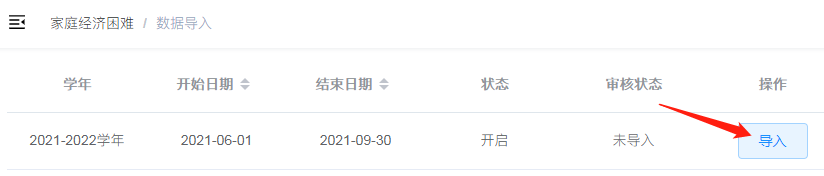 家庭经济困难 / 数据导入
学年 开始日期 结束日期 状态 审核状态 操作
2021-2022学年 2021-06-01 2021-09-30 开启 未导入 导入